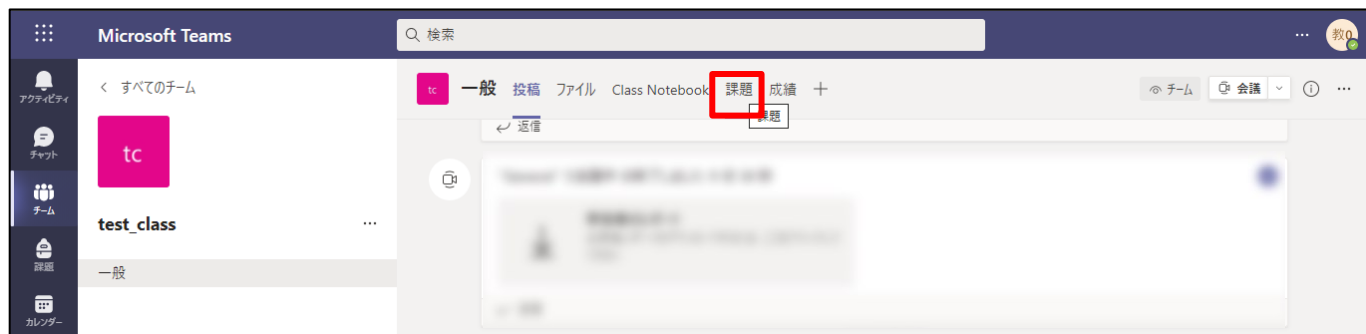 Microsoft Teams
検索
教0
アクティビティ
チャット
チーム
課題
カレンダー
すべてのチーム
tc
test_class
一般
tc 一般 投稿 ファイル Class Notebook 課題 成績
チーム
会議
課題
返信